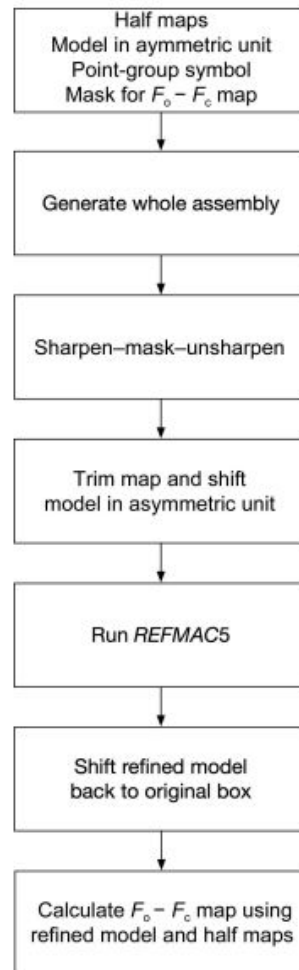 Half maps
Model in aymmetric unit
Point-group symbol
Mask for Fo − Fc map
Generate whole assembly
Sharpen–mask–unsharpen
Trim map and shift
model in asymmetric unit
Run REFMAC5
Shift refined model
back to original box
Calculate Fo − Fc map using
refined model and half maps